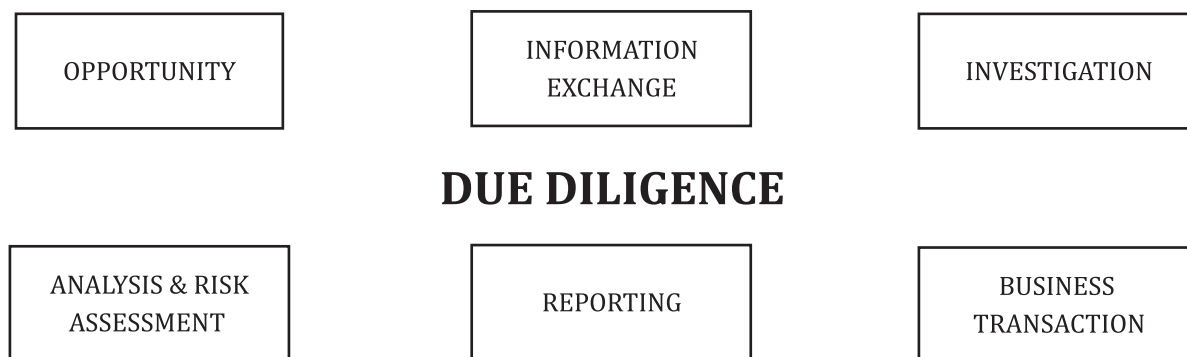 OPPORTUNITY
INFORMATION
EXCHANGE
INVESTIGATION
DUE DILIGENCE
ANALYSIS & RISK
ASSESSMENT
REPORTING
BUSINESS
TRANSACTION